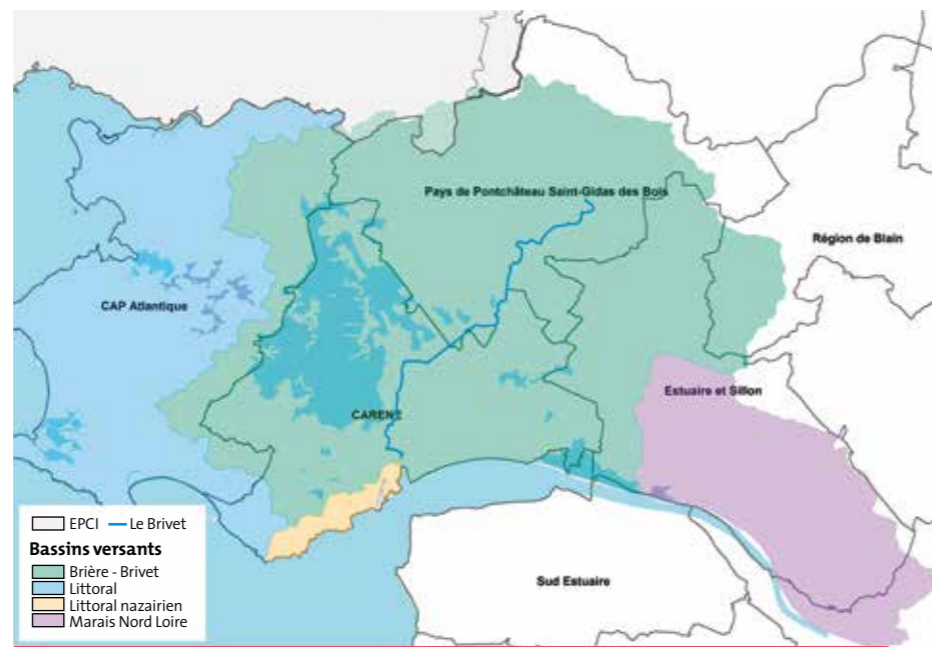 Pays de Pontchâteau Saint-Gidas des Bois
Région de Blain
CAP Atlantique
Estuaire et Sillon
CARENE
Sud Estuaire
EPCI
Le Brivet
Bassins versants
Brière - Brivet
Littoral
Littoral nazairien
Marais Nord Loire